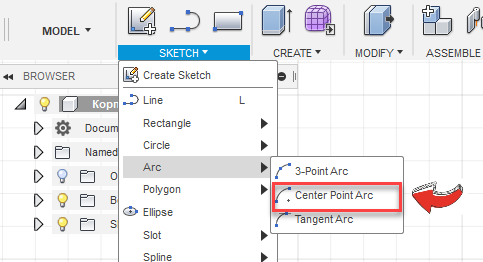 MODEL
SKETCH
CREATE
MODIFY
ASSEMBLE
BROWSER
Create Sketch
Корп
Line L
Docum
Rectangle
Named
Circle
Arc
3-Point Arc
Polygon
Center Point Arc
Ellipse
Tangent Arc
Slot
Spline